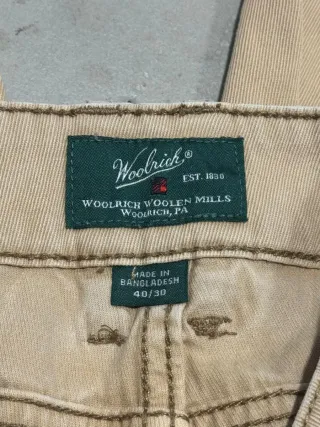 Woolrich®
EST. 1830
WOOLRICH WOOLEN MILLS
WOOLRICH, PA
MADE IN
BANGLADESH
40/30